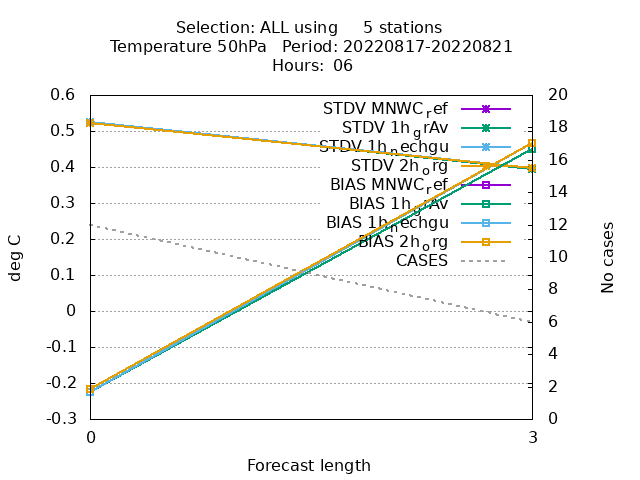 Selection: ALL using 5 stations
Temperature 50hPa Period: 20220817-20220821
Hours: 06
0.6
0.5
0.4
0.3
0.2
0.1
0
-0.1
-0.2
-0.3
20
18
16
14
12
10
8
6
4
2
0
STDV MNWC_ref
STDV 1h_grAv
STDV 1h_nechgu
STDV 2h_org
BIAS MNWC_ref
BIAS 1h_grAv
BIAS 1h_nechgu
BIAS 2h_org
CASES
deg C
No cases
0
3
Forecast length